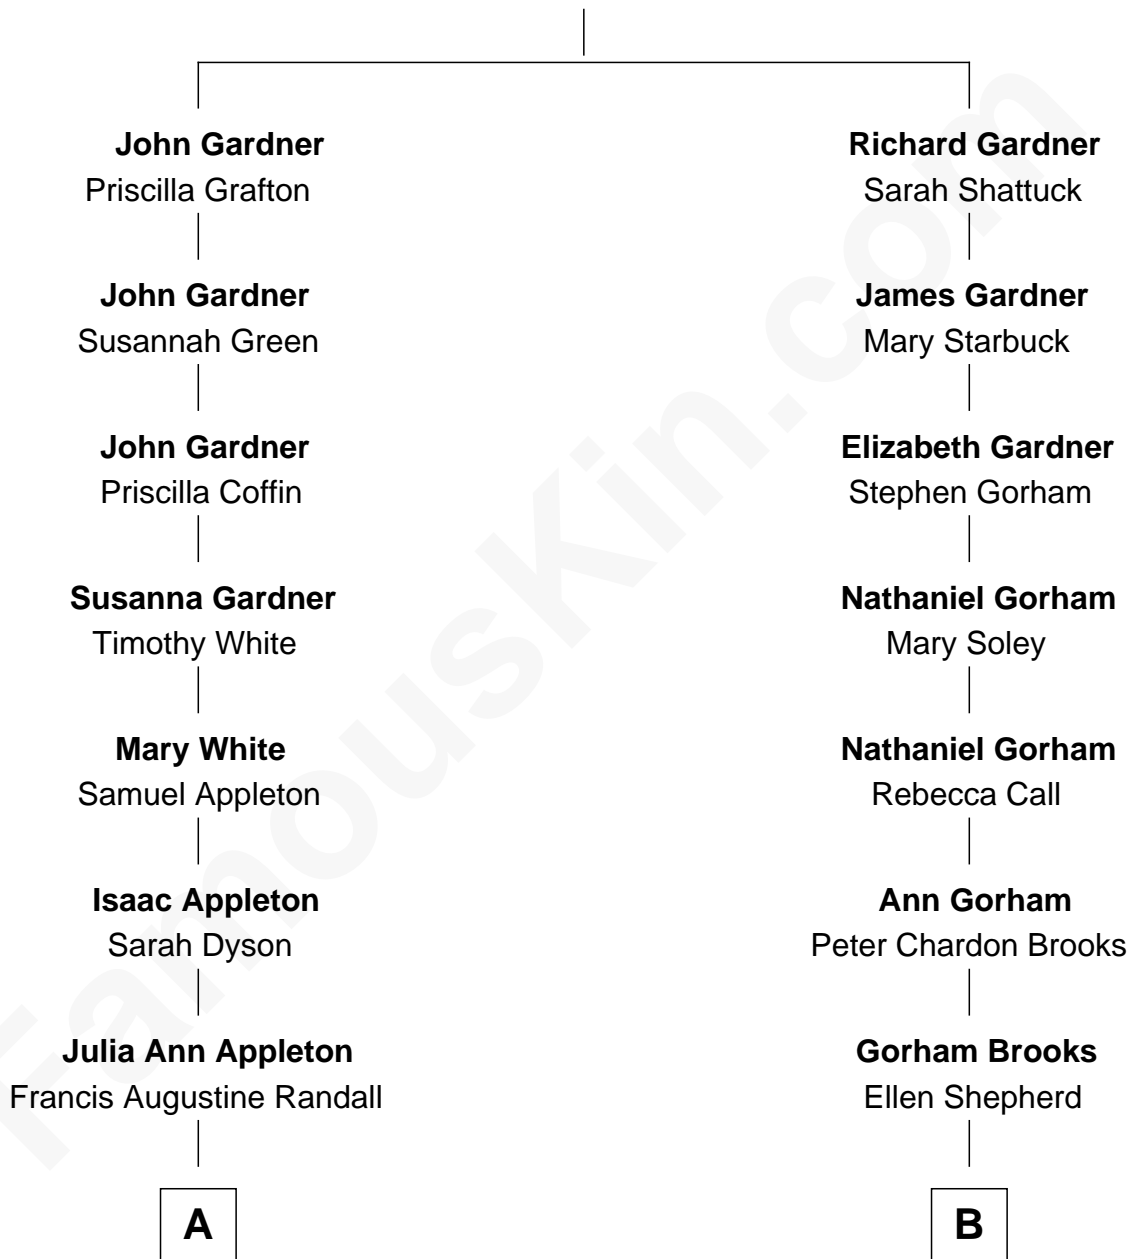 John Gardner
Priscilla Grafton
John Gardner
Susannah Green
John Gardner
Priscilla Coffin
Susanna Gardner
Timothy White
Mary White
Samuel Appleton
Isaac Appleton
Sarah Dyson
Julia Ann Appleton
Francis Augustine Randall
A
Richard Gardner
Sarah Shattuck
James Gardner
Mary Starbuck
Elizabeth Gardner
Stephen Gorham
Nathaniel Gorham
Mary Soley
Nathaniel Gorham
Rebecca Call
Ann Gorham
Peter Chardon Brooks
Gorham Brooks
Ellen Shepherd
B
FamousKin.com